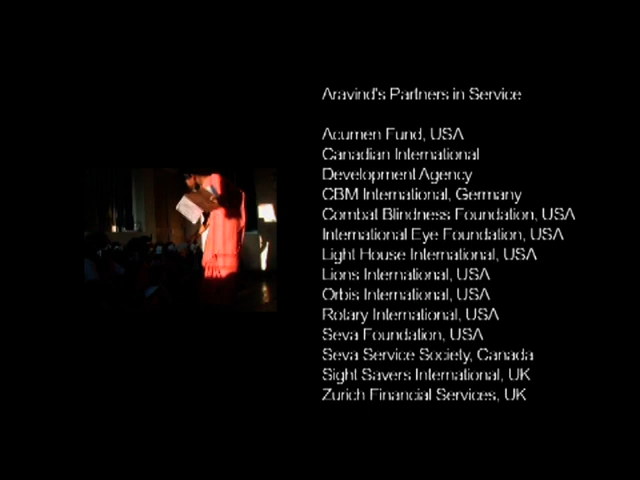 Aravind's Partners in Service
Acumen Fund, USA
Canadian International
Development Agency
CBM International, Germany
Combat Blindness Foundation, USA
International Eye Foundation, USA
Light House International, USA
Lions International, USA
Orbis International, USA
Rotary International, USA
Seva Foundation, USA
Seva Service Society, Canada
Sight Savers International, UK
Zurich Financial Services, UK